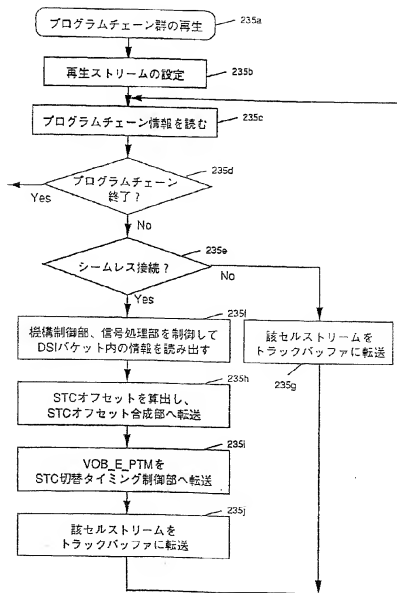 プログラムチェーン群の再生
235a
再生ストリームの設定
235b
プログラムチェーン情報を読む
235c
プログラムチェーン
終了?
235d
Yes
No
シームレス接続?
235e
No
Yes
機構制御部、信号処理部を制御して
DSIパケット内の情報を読み出す
235f
該セルストリームを
トラックバッファに転送
235g
STCオフセットを算出し、
STCオフセット合成部へ転送
235h
VOB_E_PTMを
STC切替タイミング制御部へ転送
235i
該セルストリームを
トラックバッファに転送
235j